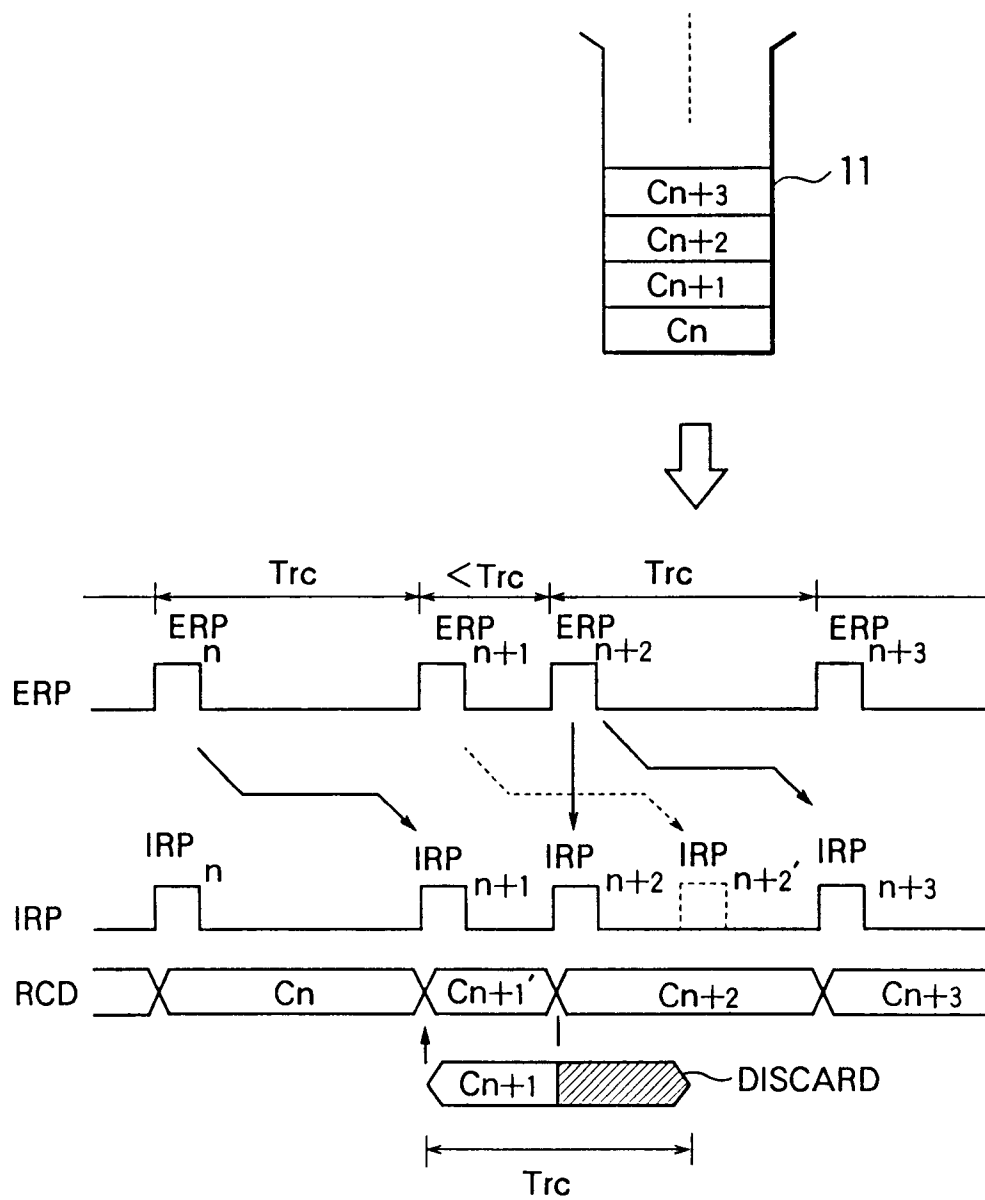 11
Cn+3
Cn+2
Cn+1
Cn
Trc
<Trc
Trc
ERP n
ERP n+1
ERP n+2
ERP n+3
ERP
IRP n
IRP n+1
IRP n+2
IRP n+2'
IRP n+3
IRP
RCD
Cn
Cn+1'
Cn+2
Cn+3
Cn+1
DISCARD
Trc